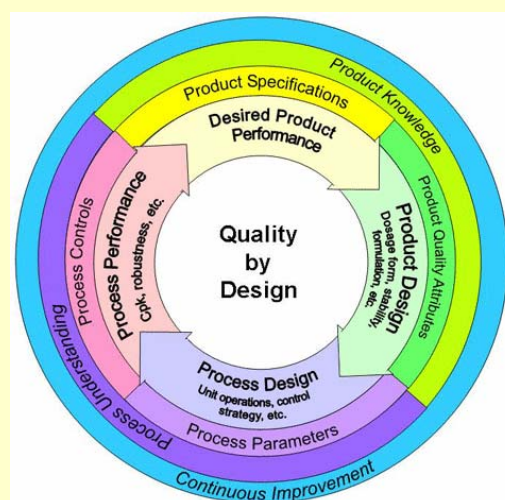 Quality
by
Design
Desired Product
Performance
Product Design
Dosage form, stability,
formulation, etc.
Process Design
Unit operations, control
strategy, etc.
Process Performance
Cpk, robustness, etc.
Product Specifications
Product Quality Attributes
Process Parameters
Process Controls
Product Knowledge
Process Understanding
Continuous Improvement